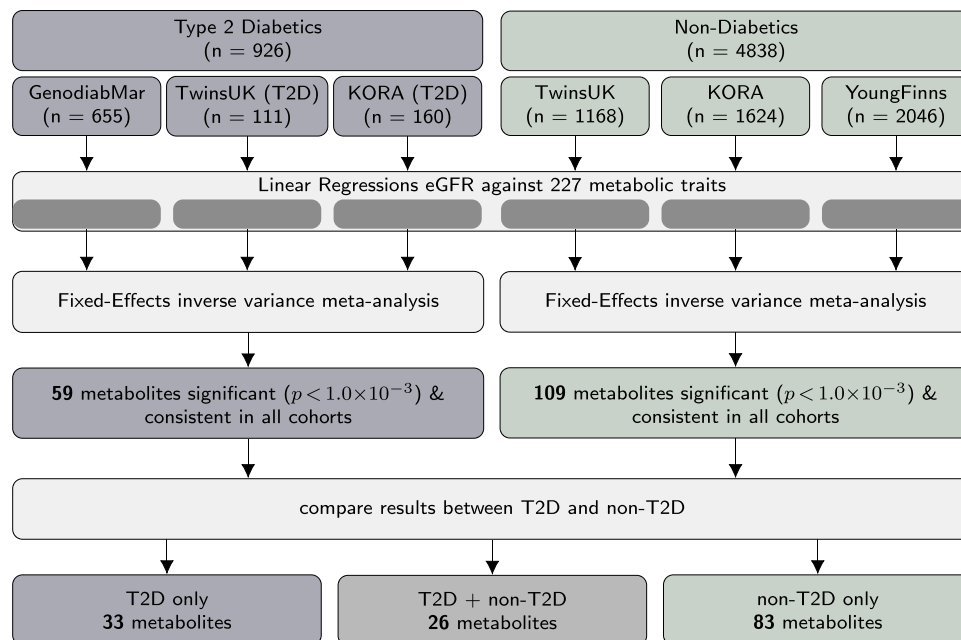 Type 2 Diabetics
(n = 926)
Non-Diabetics
(n = 4838)
GenodiabMar
(n = 655)
TwinsUK (T2D)
(n = 111)
KORA (T2D)
(n = 160)
TwinsUK
(n = 1168)
KORA
(n = 1624)
YoungFinns
(n = 2046)
Linear Regressions eGFR against 227 metabolic traits
Fixed-Effects inverse variance meta-analysis
Fixed-Effects inverse variance meta-analysis
59 metabolites significant (p < 1.0×10⁻³) &
consistent in all cohorts
109 metabolites significant (p < 1.0×10⁻³) &
consistent in all cohorts
compare results between T2D and non-T2D
T2D only
33 metabolites
T2D + non-T2D
26 metabolites
non-T2D only
83 metabolites